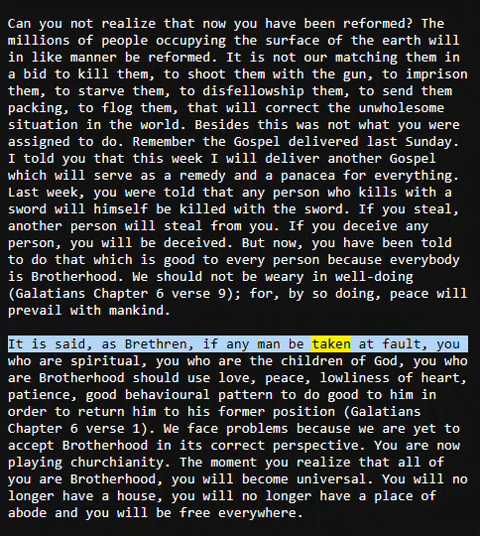 Can you not realize that now you have been reformed? The
millions of people occupying the surface of the earth will
in like manner be reformed. It is not our matching them in
a bid to kill them, to shoot them with the gun, to imprison
them, to starve them, to disfellowship them, to send them
packing, to flog them, that will correct the unwholesome
situation in the world. Besides this was not what you were
assigned to do. Remember the Gospel delivered last Sunday.
I told you that this week I will deliver another Gospel
which will serve as a remedy and a panacea for everything.
Last week, you were told that any person who kills with a
sword will himself be killed with the sword. If you steal,
another person will steal from you. If you deceive any
person, you will be deceived. But now, you have been told
to do that which is good to every person because everybody
is Brotherhood. We should not be weary in well-doing
(Galatians Chapter 6 verse 9); for, by so doing, peace will
prevail with mankind.
It is said, as Brethren, if any man be taken at fault, you
who are spiritual, you who are the children of God, you who
are Brotherhood should use love, peace, lowliness of heart,
patience, good behavioural pattern to do good to him in
order to return him to his former position (Galatians
Chapter 6 verse 1). We face problems because we are yet to
accept Brotherhood in its correct perspective. You are now
playing churchianity. The moment you realize that all of
you are Brotherhood, you will become universal. You will no
longer have a house, you will no longer have a place of
abode and you will be free everywhere.